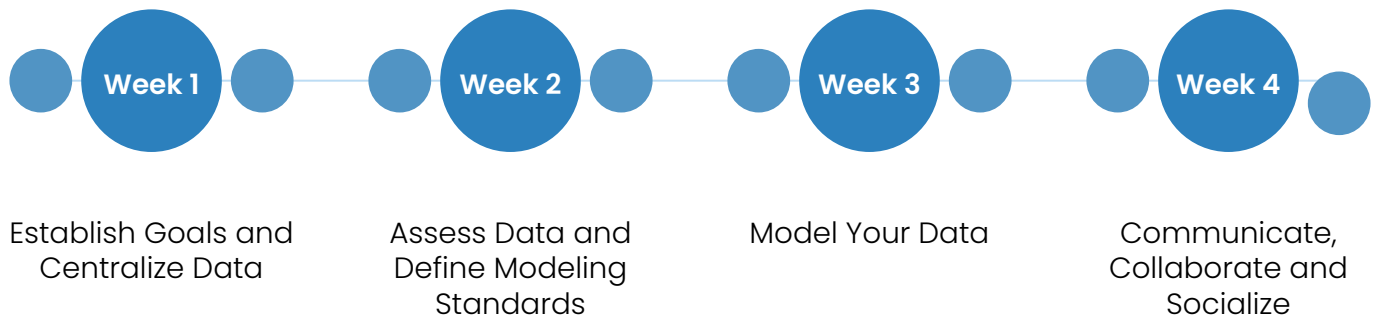 Week 1
Week 2
Week 3
Week 4
Establish Goals and
Centralize Data
Assess Data and
Define Modeling
Standards
Model Your Data
Communicate,
Collaborate and
Socialize